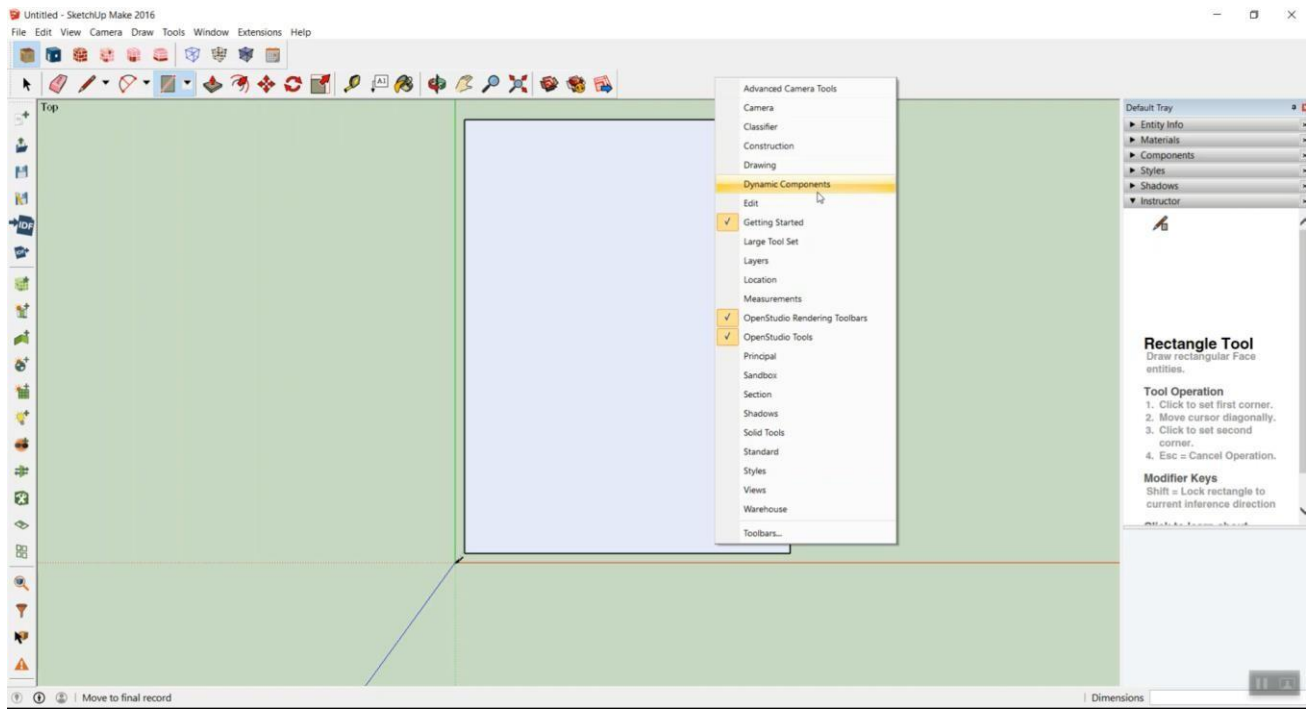 Untitled - SketchUp Make 2016
File Edit View Camera Draw Tools Window Extensions Help
A1
Top
IDF
Advanced Camera Tools
Camera
Classifier
Construction
Drawing
Dynamic Components
Edit
Getting Started
Large Tool Set
Layers
Location
Measurements
OpenStudio Rendering Toolbars
OpenStudio Tools
Principal
Sandbox
Section
Shadows
Solid Tools
Standard
Styles
Views
Warehouse
Toolbars...
Default Tray
Entity Info
Materials
Components
Styles
Shadows
Instructor
Rectangle Tool
Draw rectangular Face
entities.
Tool Operation
1. Click to set first corner.
2. Move cursor diagonally.
3. Click to set second
corner.
4. Esc = Cancel Operation.
Modifier Keys
Shift = Lock rectangle to
current inference direction
Move to final record
Dimensions